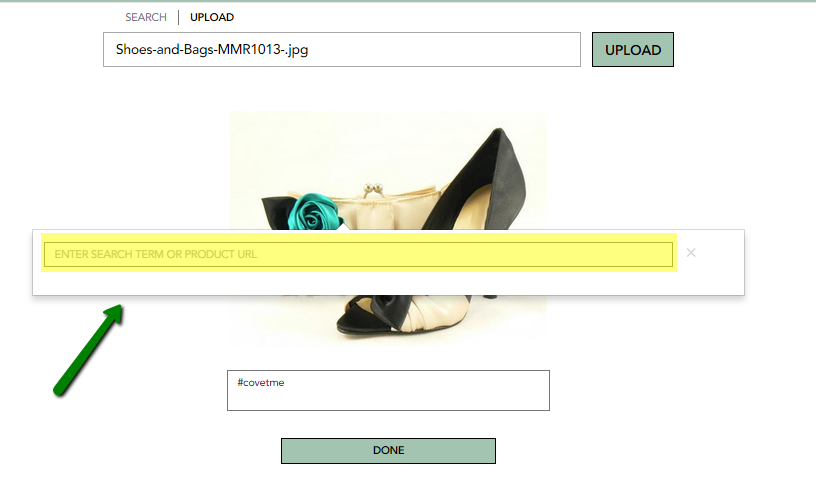 SEARCH | UPLOAD
Shoes-and-Bags-MMR1013-.jpg UPLOAD
ENTER SEARCH TERM OR PRODUCT URL
#covetme
DONE